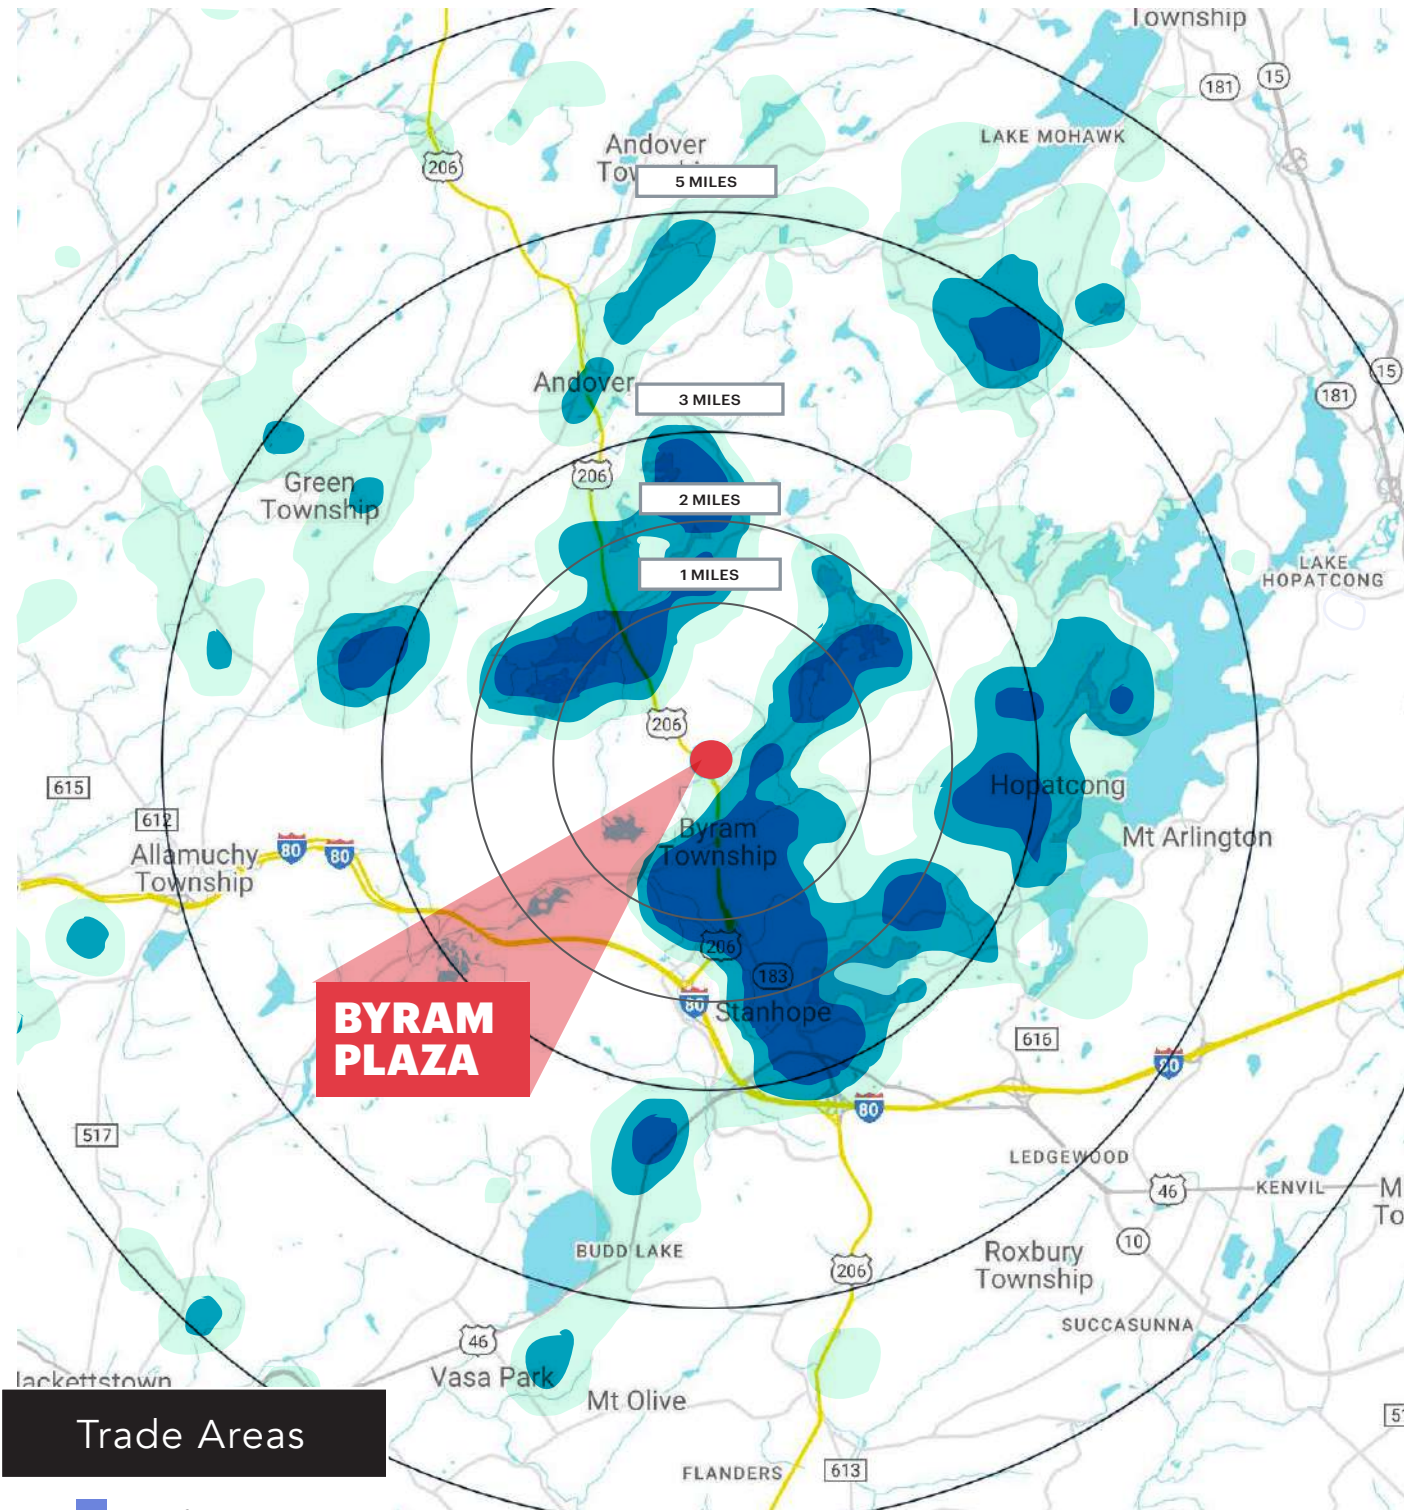 Township
15
181
LAKE MOHAWK
Andover
206
5 MILES
Andover
3 MILES
15
181
206
Green
Township
2 MILES
LAKE
HOPATCONG
1 MILES
206
615
612
Hopatcong
Byram
Township
Mt Arlington
80
80
Allamuchy
Township
206
183
80
Stanhope
BYRAM
PLAZA
616
80
80
517
LEDGEWOOD
46
KENVIL
10
BUDD LAKE
Roxbury
Township
206
SUCCASUNNA
46
Vasa Park
Mt Olive
Trade Areas
FLANDERS
613